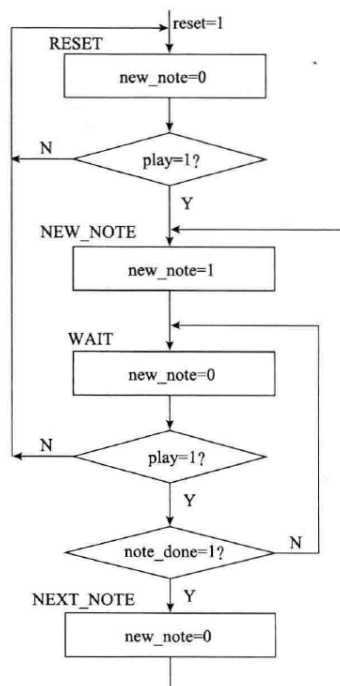 reset=1
RESET
new_note=0
N
play=1?
Y
NEW_NOTE
new_note=1
WAIT
new_note=0
N
play=1?
Y
note_done=1?
N
NEXT_NOTE
Y
new_note=0